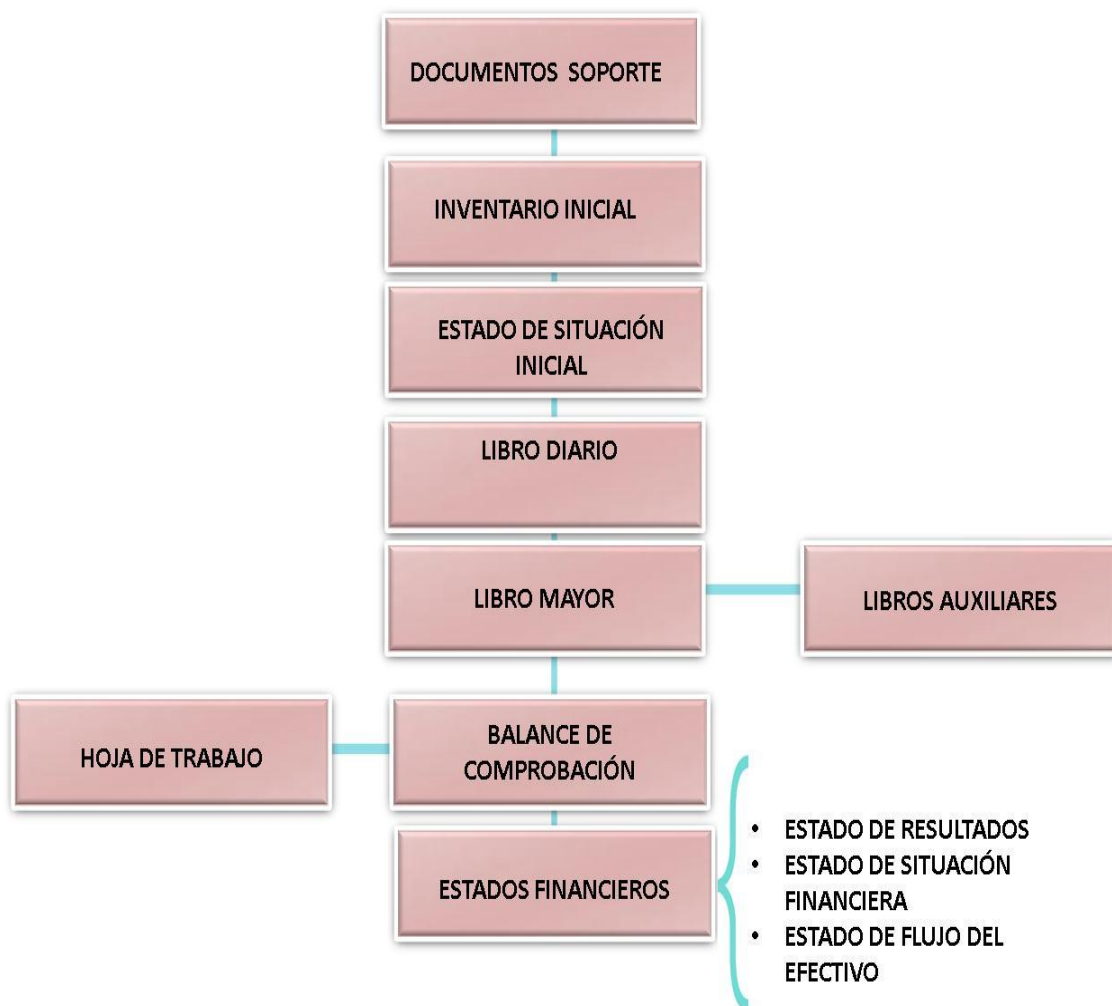 DOCUMENTOS SOPORTE
INVENTARIO INICIAL
ESTADO DE SITUACIÓN
INICIAL
LIBRO DIARIO
LIBRO MAYOR
LIBROS AUXILIARES
HOJA DE TRABAJO
BALANCE DE
COMPROBACIÓN
ESTADOS FINANCIEROS
• ESTADO DE RESULTADOS
• ESTADO DE SITUACIÓN
FINANCIERA
• ESTADO DE FLUJO DEL
EFECTIVO